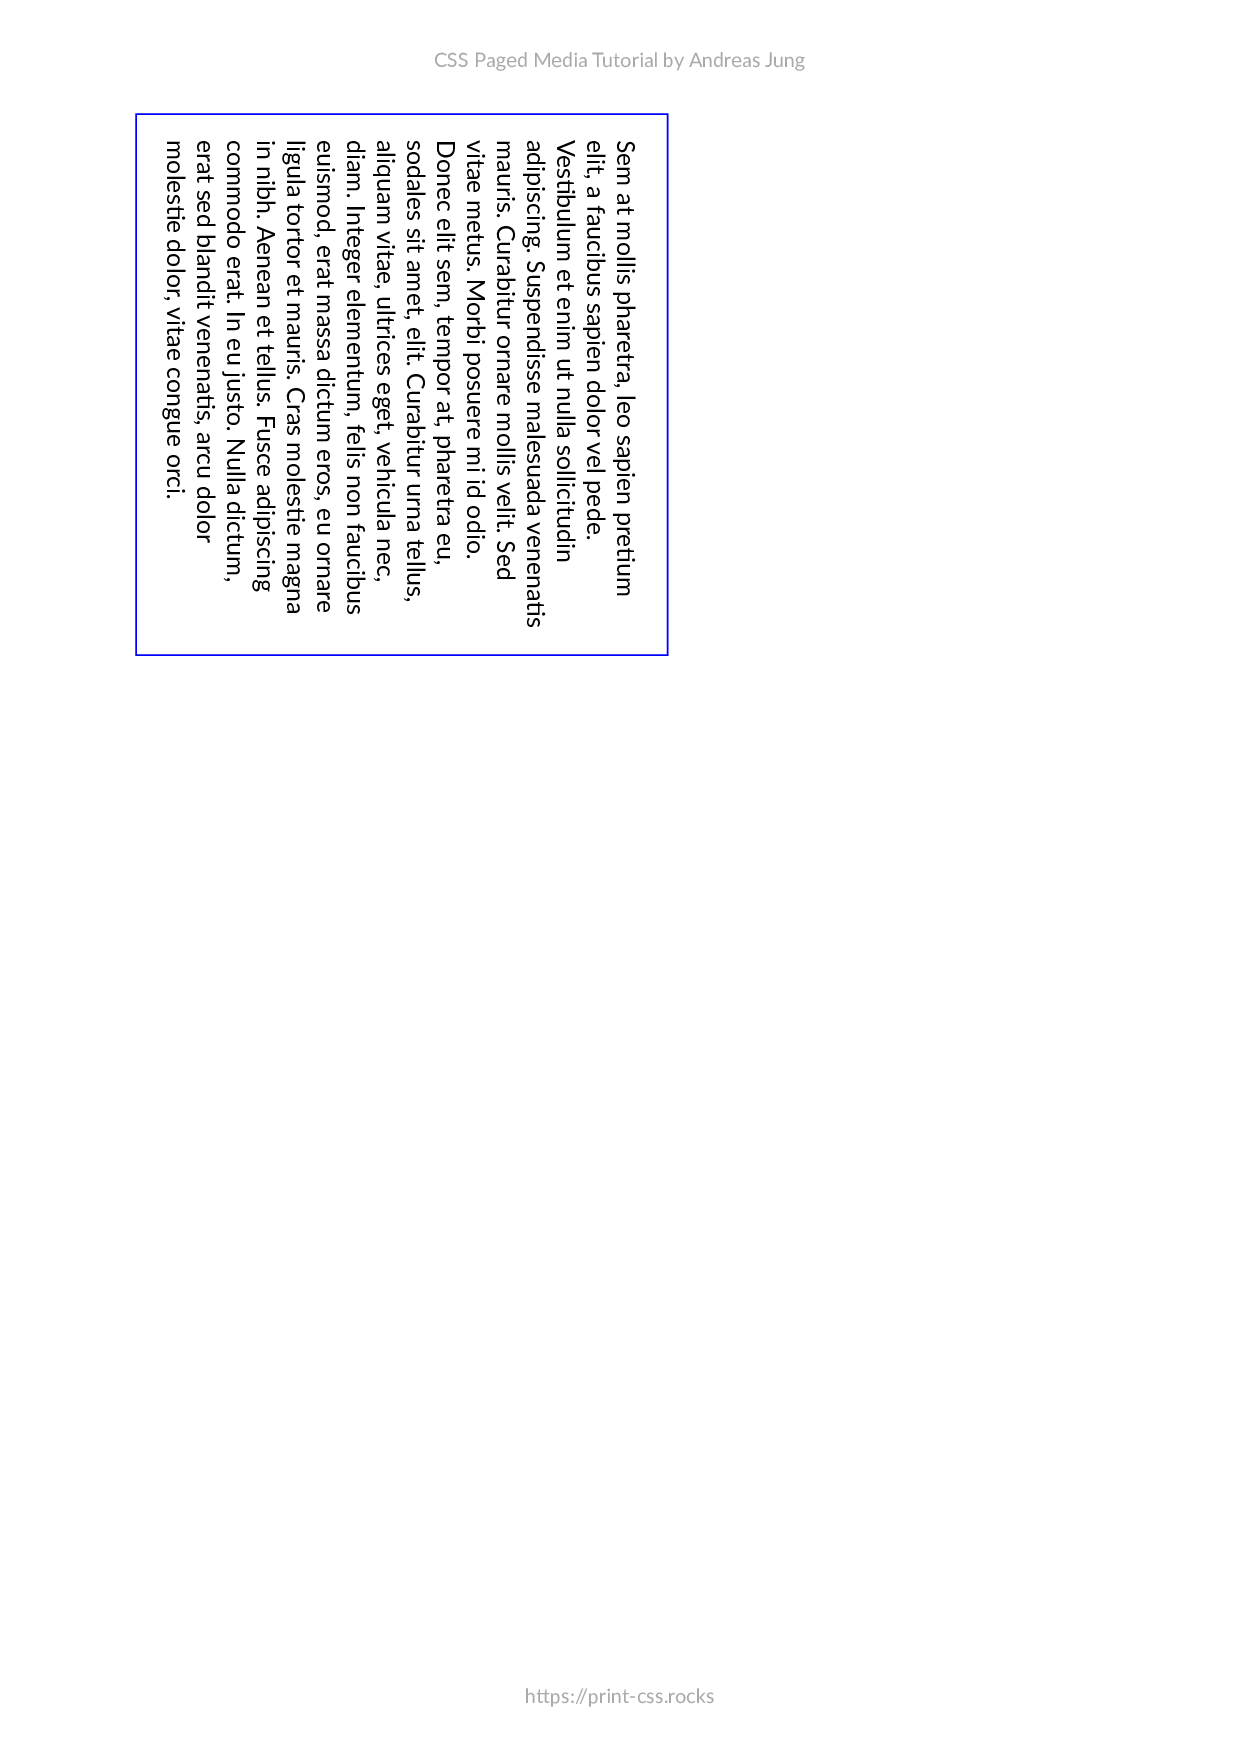 CSS Paged Media Tutorial by Andreas Jung
Sem at mollis pharetra, leo sapien pretium
elit, a faucibus sapien dolor vel pede.
Vestibulum et enim ut nulla sollicitudin
adipiscing. Suspendisse malesuada venenatis
mauris. Curabitur ornare mollis velit. Sed
vitae metus. Morbi posuere mi id odio.
Donec elit sem, tempor at, pharetra eu,
sodales sit amet, elit. Curabitur urna tellus,
aliquam vitae, ultrices eget, vehicula nec,
diam. Integer elementum, felis non faucibus
euismod, erat massa dictum eros, eu ornare
ligula tortor et mauris. Cras molestie magna
in nibh. Aenean et tellus. Fusce adipiscing
commodo erat. In eu justo. Nulla dictum,
erat sed blandit venenatis, arcu dolor
molestie dolor, vitae congue orci.
https://print-css.rocks